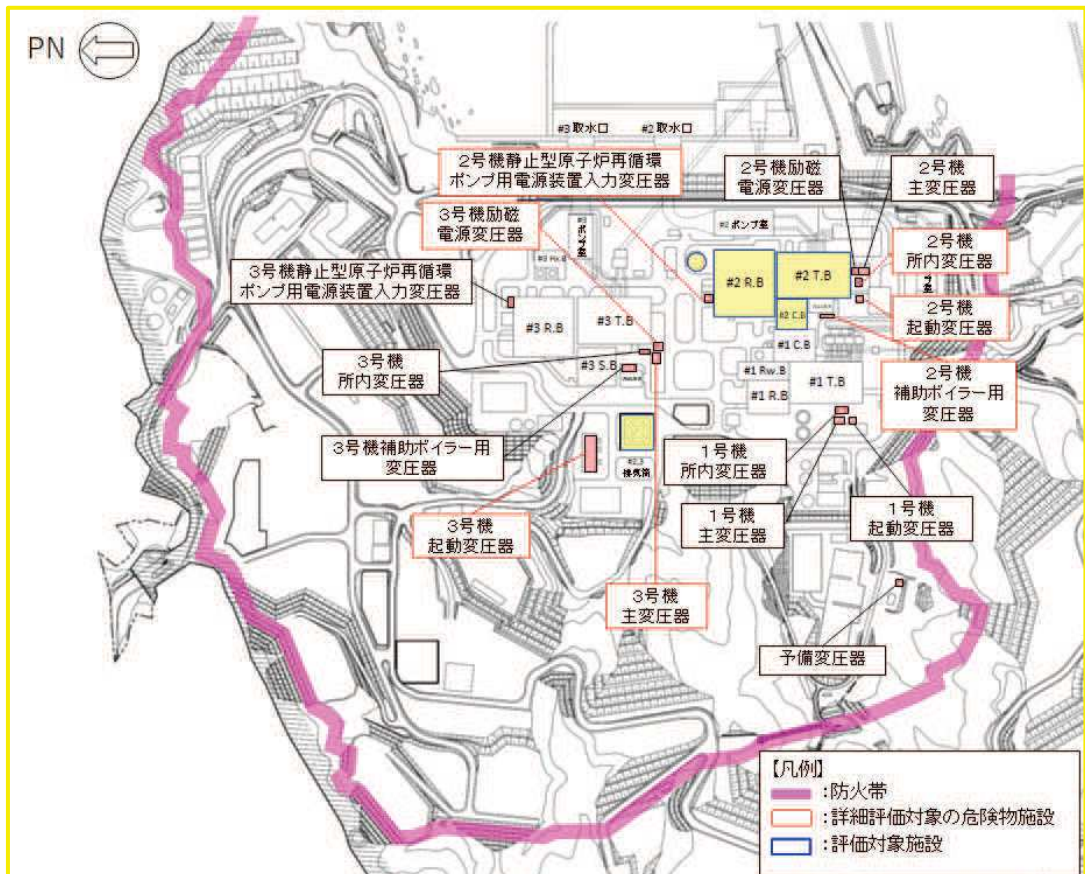 PN
#3 取水口
#2 取水口
2号機静止型原子炉再循環
ポンプ用電源装置入力変圧器
2号機励磁
電源変圧器
2号機
主変圧器
3号機励磁
電源変圧器
#3 ポンプ室
#2 ポンプ室
2号機
所内変圧器
3号機静止型原子炉再循環
ポンプ用電源装置入力変圧器
#2 R.B
#2 T.B
#2 C.B
2号機
起動変圧器
#3 R.B
#3 T.B
#3 S.B
#1 C.B
#1 Rw.B
#1 R.B
#1 T.B
3号機
所内変圧器
2号機
補助ボイラー用
変圧器
3号機補助ボイラー用
変圧器
排気筒
1号機
所内変圧器
3号機
起動変圧器
1号機
主変圧器
1号機
起動変圧器
3号機
主変圧器
予備変圧器
【凡例】
:防火帯
:詳細評価対象の危険物施設
:評価対象施設